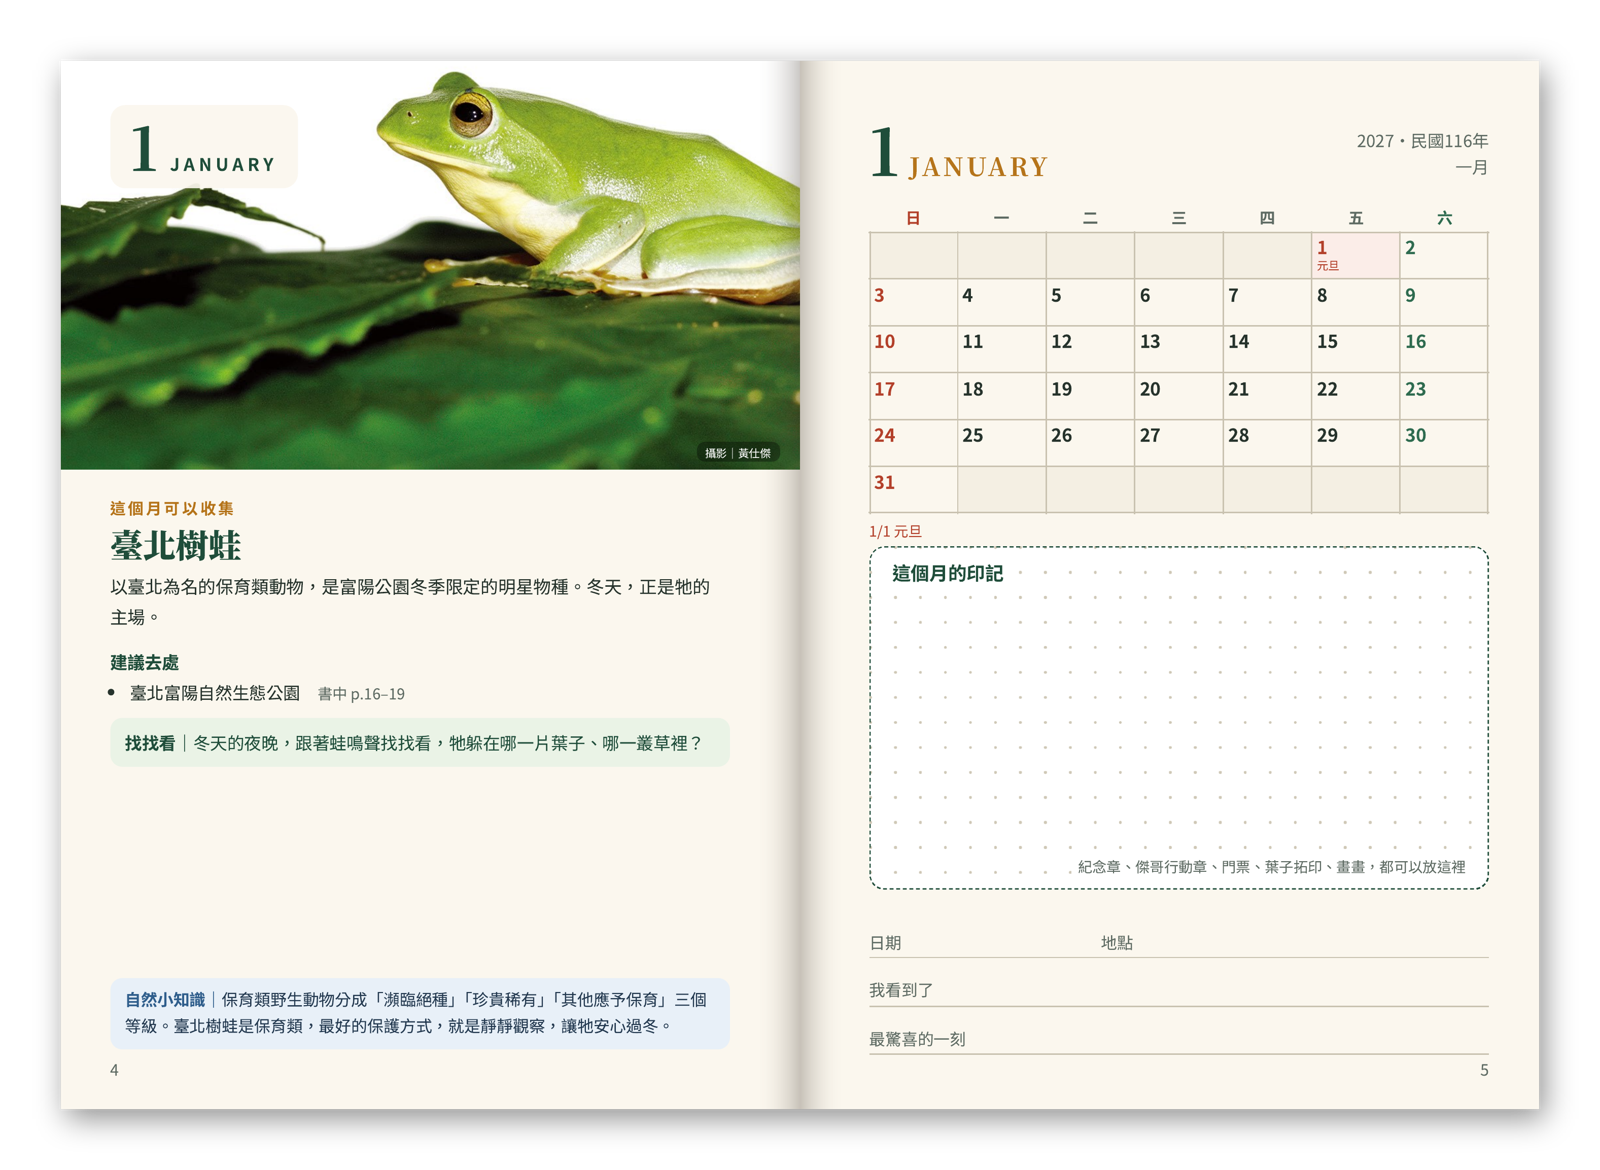 1 JANUARY
攝影｜黃仕傑
這個月可以收集
臺北樹蛙
以臺北為名的保育類動物，是富陽公園冬季限定的明星物種。冬天，正是牠的
主場。
建議去處
• 臺北富陽自然生態公園 書中 p.16–19
找找看｜冬天的夜晚，跟著蛙鳴聲找找看，牠躲在哪一片葉子、哪一叢草裡？
自然小知識｜保育類野生動物分成「瀕臨絕種」「珍貴稀有」「其他應予保育」三個
等級。臺北樹蛙是保育類，最好的保護方式，就是靜靜觀察，讓牠安心過冬。
4
1 JANUARY
2027・民國116年
一月
日 一 二 三 四 五 六
1 2
元旦
3 4 5 6 7 8 9
10 11 12 13 14 15 16
17 18 19 20 21 22 23
24 25 26 27 28 29 30
31
1/1 元旦
這個月的印記
紀念章、傑哥行動章、門票、葉子拓印、畫畫，都可以放這裡
日期 地點
我看到了
最驚喜的一刻
5